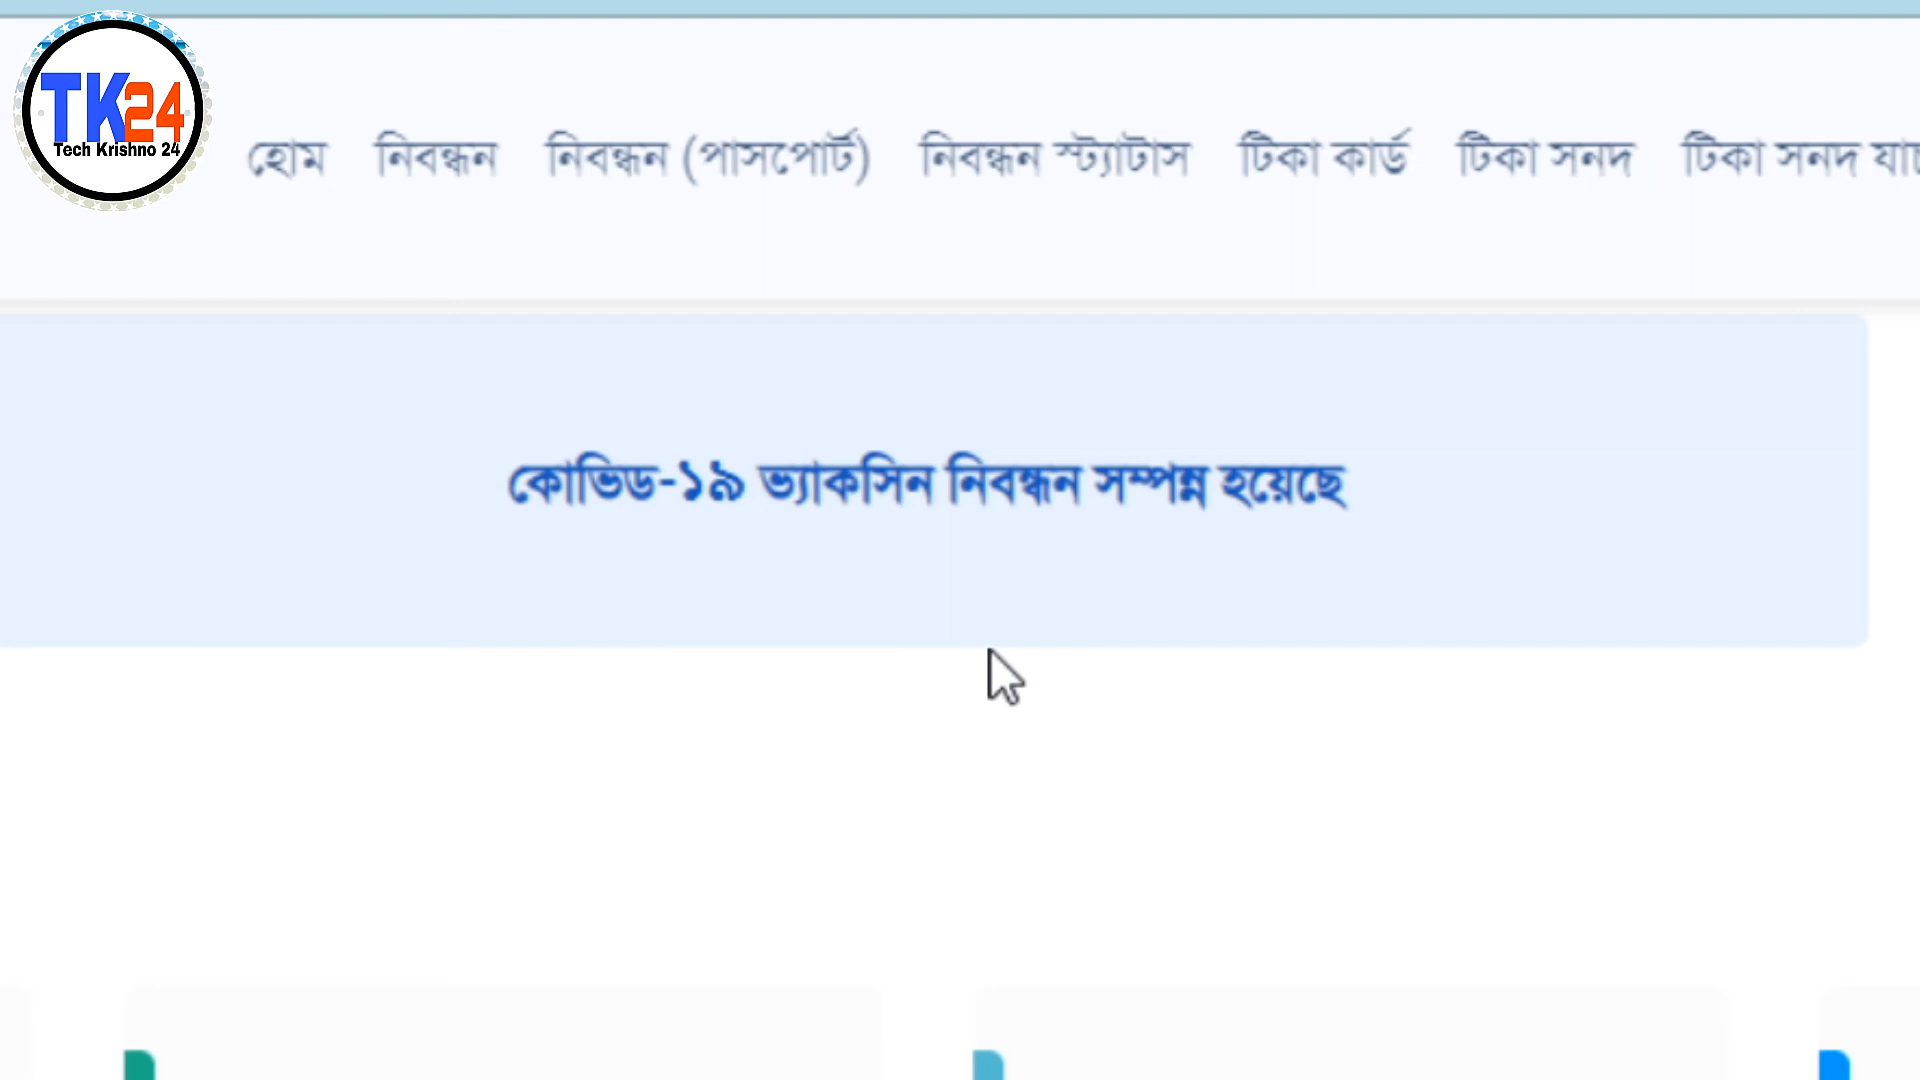 TK24
Tech Krishno 24
হোম নিবন্ধন নিবন্ধন (পাসপোর্ট) নিবন্ধন স্ট্যাটাস টিকা কার্ড টিকা সনদ টিকা সনদ
কোভিড-১৯ ভ্যাকসিন নিবন্ধন সম্পন্ন হয়েছে